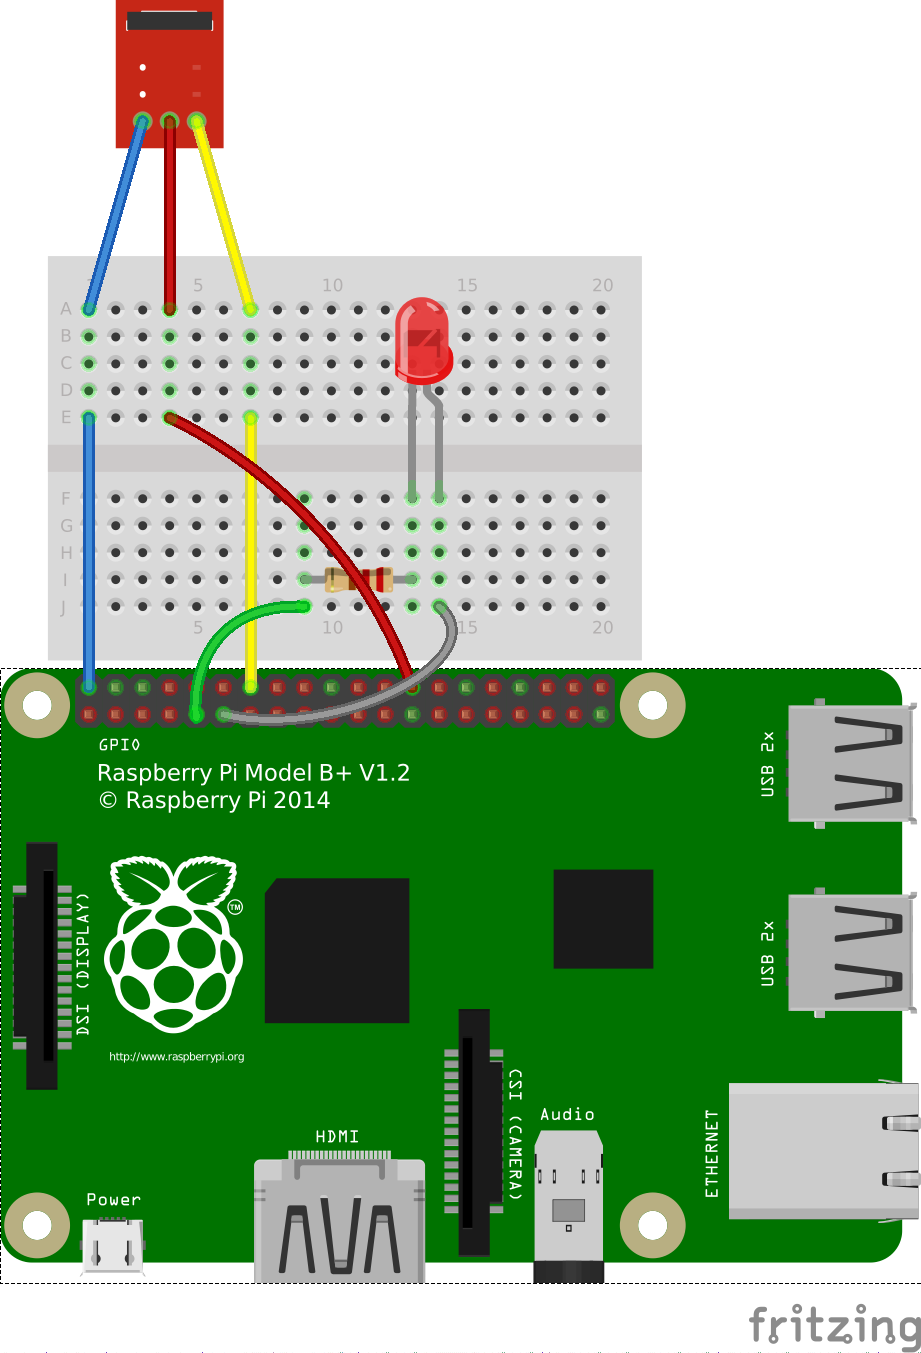 5 10 15 20
A
B
C
D
E
F
G
H
I
J
5 10 15 20
GPIO
Raspberry Pi Model B+ V1.2
© Raspberry Pi 2014
USB 2x
TM
DSI (DISPLAY)
USB 2x
http://www.raspberrypi.org
CSI (CAMERA)
Audio
ETHERNET
HDMI
Power
fritzing